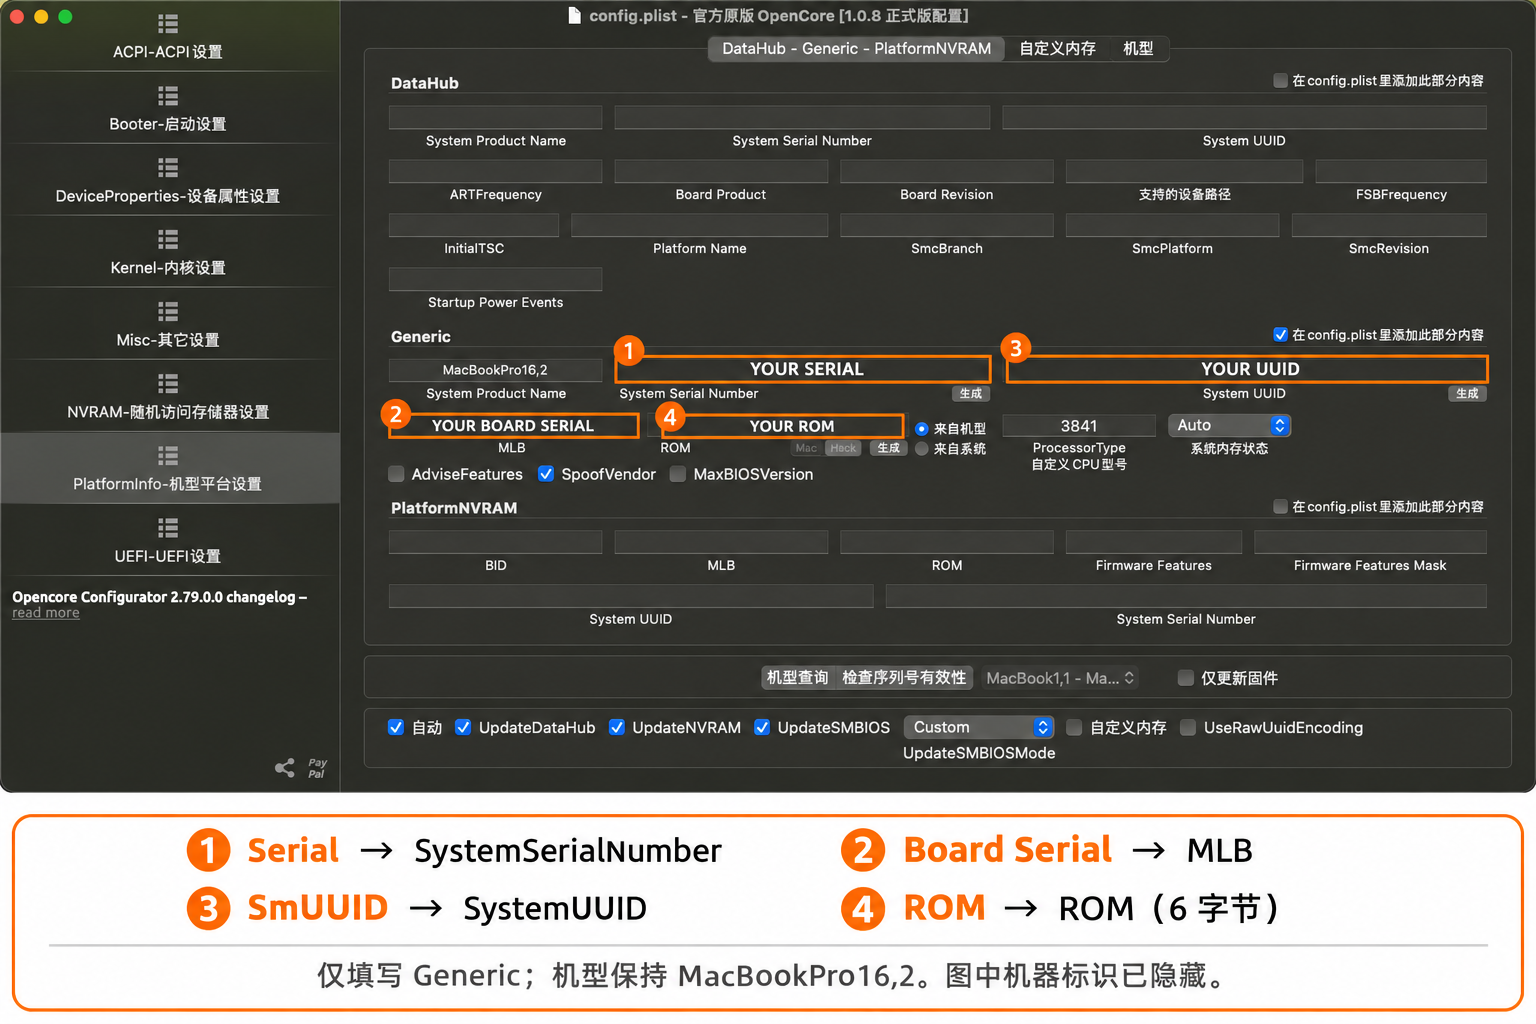 config.plist - 官方原版 OpenCore [1.0.8 正式版配置]
ACPI-ACPI设置
Booter-启动设置
DeviceProperties-设备属性设置
Kernel-内核设置
Misc-其它设置
NVRAM-随机访问存储器设置
PlatformInfo-机型平台设置
UEFI-UEFI设置
Opencore Configurator 2.79.0.0 changelog –
read more
Pay
Pal
DataHub - Generic - PlatformNVRAM 自定义内存 机型
DataHub 在config.plist里添加此部分内容
System Product Name System Serial Number System UUID
ARTFrequency Board Product Board Revision 支持的设备路径 FSBFrequency
InitialTSC Platform Name SmcBranch SmcPlatform SmcRevision
Startup Power Events
Generic 在config.plist里添加此部分内容
MacBookPro16,2 1 YOUR SERIAL 3 YOUR UUID
System Product Name System Serial Number 生成 System UUID 生成
2 YOUR BOARD SERIAL 4 YOUR ROM 来自机型 3841 Auto
MLB ROM Mac Hack 生成 来自系统 ProcessorType 系统内存状态
自定义CPU型号
AdviseFeatures SpoofVendor MaxBIOSVersion
PlatformNVRAM 在config.plist里添加此部分内容
BID MLB ROM Firmware Features Firmware Features Mask
System UUID System Serial Number
机型查询 检查序列号有效性 MacBook1,1 - Ma... 仅更新固件
自动 UpdateDataHub UpdateNVRAM UpdateSMBIOS Custom 自定义内存 UseRawUuidEncoding
UpdateSMBIOSMode
1 Serial → SystemSerialNumber 2 Board Serial → MLB
3 SmUUID → SystemUUID 4 ROM → ROM（6 字节）
仅填写 Generic；机型保持 MacBookPro16,2。图中机器标识已隐藏。